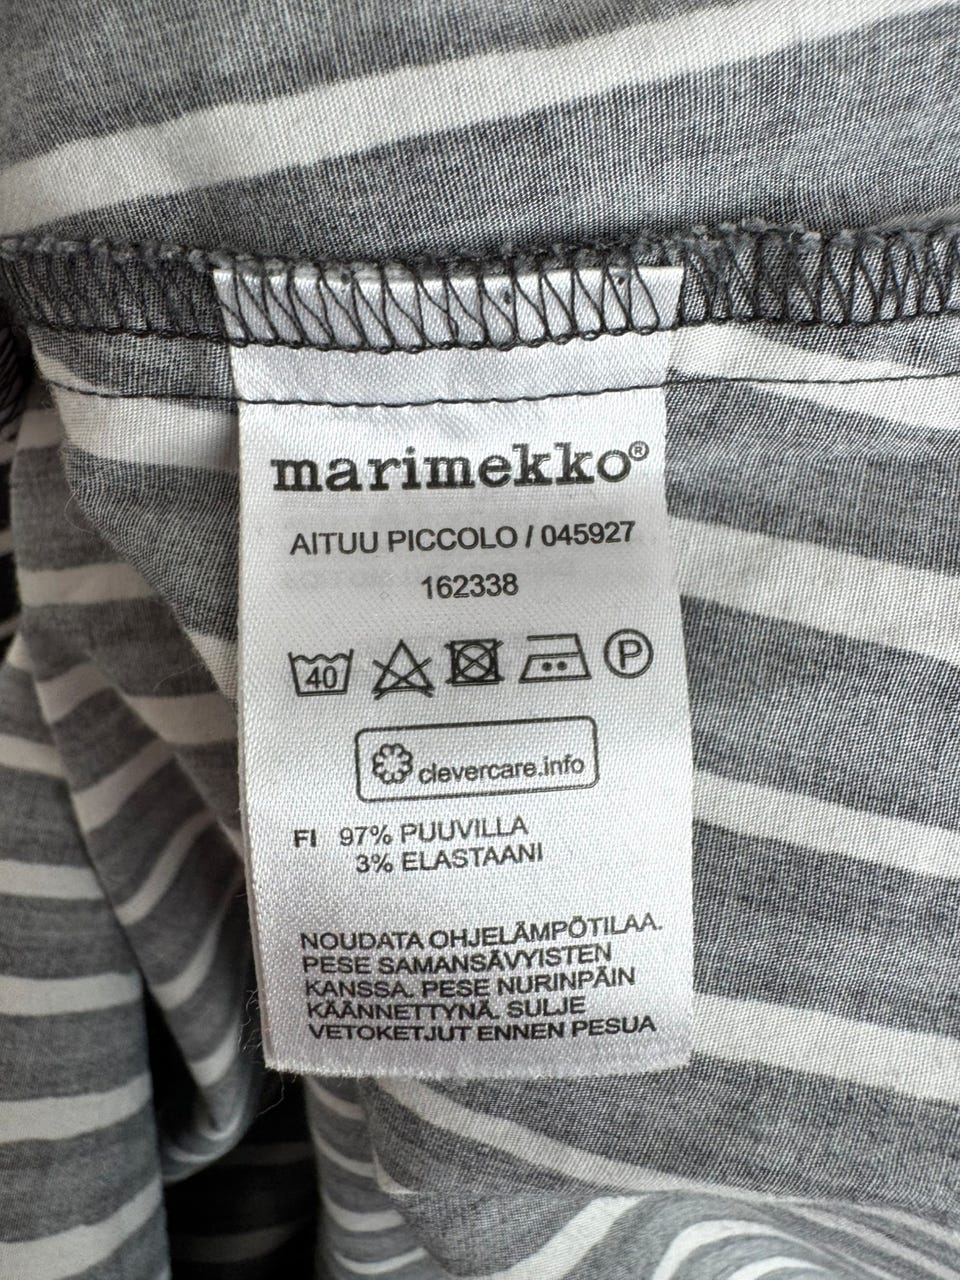 marimekko®
AITUU PICCOLO / 045927
162338
40 P
clevercare.info
FI 97% PUUVILLA
3% ELASTAANI
NOUDATA OHJELÄMPÖTILAA.
PESE SAMANSÄVYISTEN
KANSSA. PESE NURINPÄIN
KÄÄNNETTYNÄ. SULJE
VETOKETJUT ENNEN PESUA